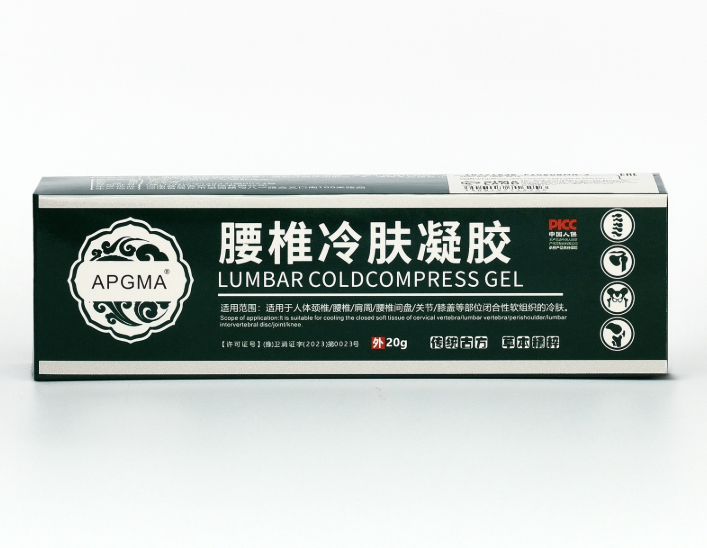 APGMA®
腰椎冷肤凝胶
LUMBAR COLDCOMPRESS GEL
适用范围：适用于人体颈椎/腰椎/肩周/腰椎间盘/关节/膝盖等部位闭合性软组织的冷肤。
Scope of application:It is suitable for cooling the closed soft tissue of cervical vertebra/lumbar vertebra/perishoulder/lumbar
intervertebral disc/joint/knee.
【许可证号】(豫)卫消证字(2023)第0023号
外 20g
传统古方 草本精粹
PICC
中国人保